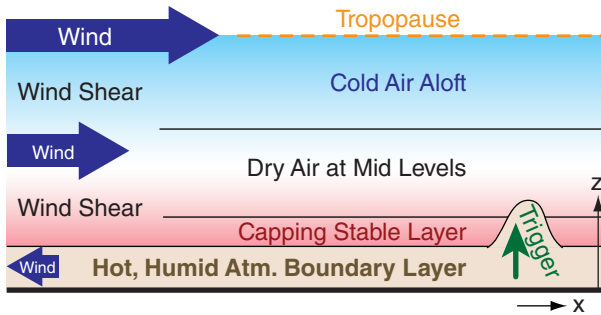 Tropopause
Wind
Cold Air Aloft
Wind Shear
Wind
Dry Air at Mid Levels
z
Wind Shear
Trigger
Capping Stable Layer
Wind
Hot, Humid Atm. Boundary Layer
x